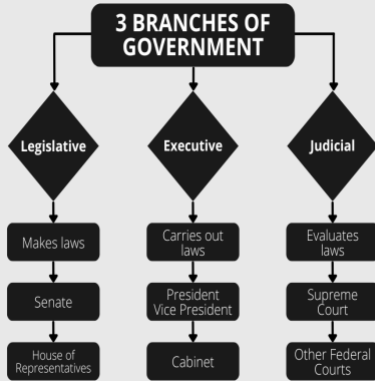 3 BRANCHES OF
GOVERNMENT
Legislative
Executive
Judicial
Makes laws
Carries out
laws
Evaluates
laws
Senate
President
Vice President
Supreme
Court
House of
Representatives
Cabinet
Other Federal
Courts